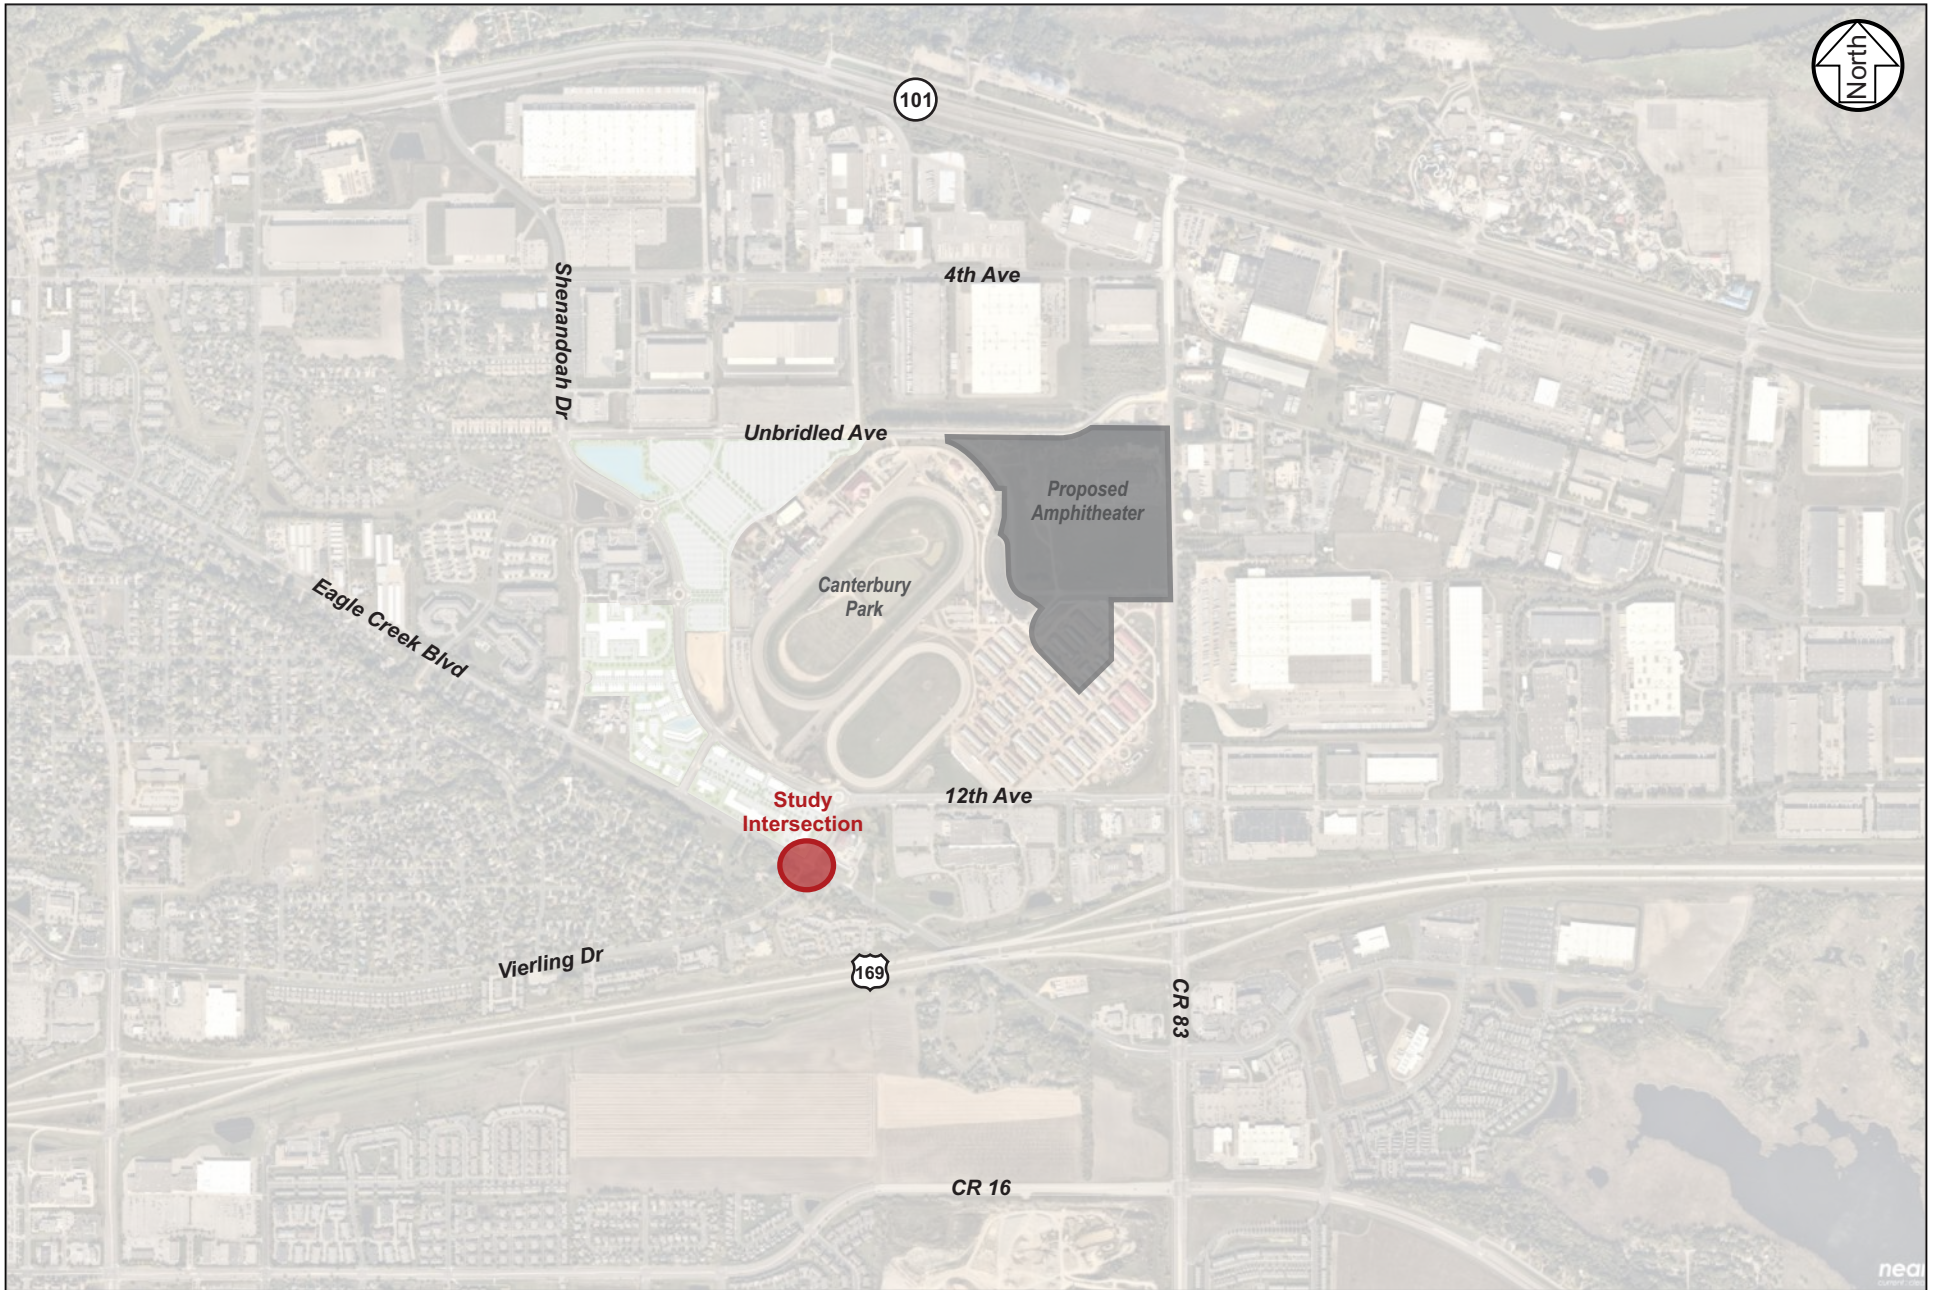 North
101
4th Ave
Shenandoah Dr
Unbridled Ave
Proposed
Amphitheater
Canterbury
Park
Eagle Creek Blvd
Study
Intersection
12th Ave
Vierling Dr
169
CR 83
CR 16